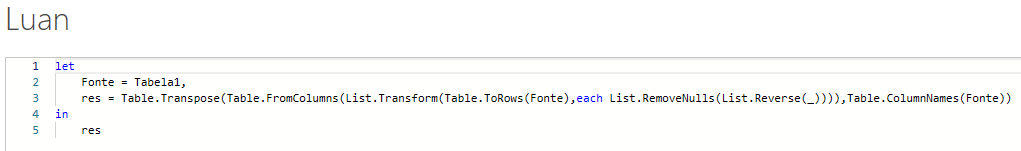 Luan
1 let
2 Fonte = Tabela1,
3 res = Table.Transpose(Table.FromColumns(List.Transform(Table.ToRows(Fonte),each List.RemoveNulls(List.Reverse(_)))),Table.ColumnNames(Fonte))
4 in
5 res